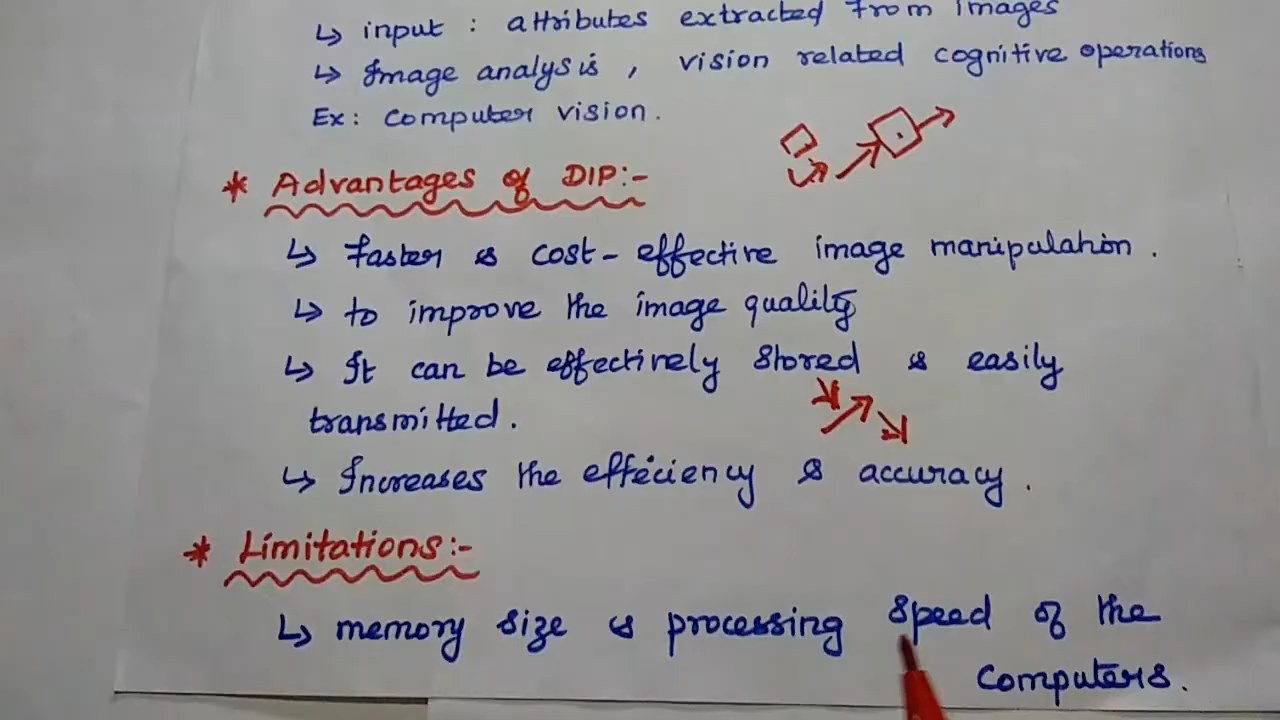 ↳ input : attributes extracted from images
↳ Image analysis , vision related cognitive operations
Ex: computer vision.
* Advantages of DIP:-
↳ faster & cost-effective image manipulation.
↳ to improve the image quality
↳ It can be effectively stored & easily
transmitted.
↳ Increases the efficiency & accuracy.
* Limitations:-
↳ memory size & processing speed of the
computers.